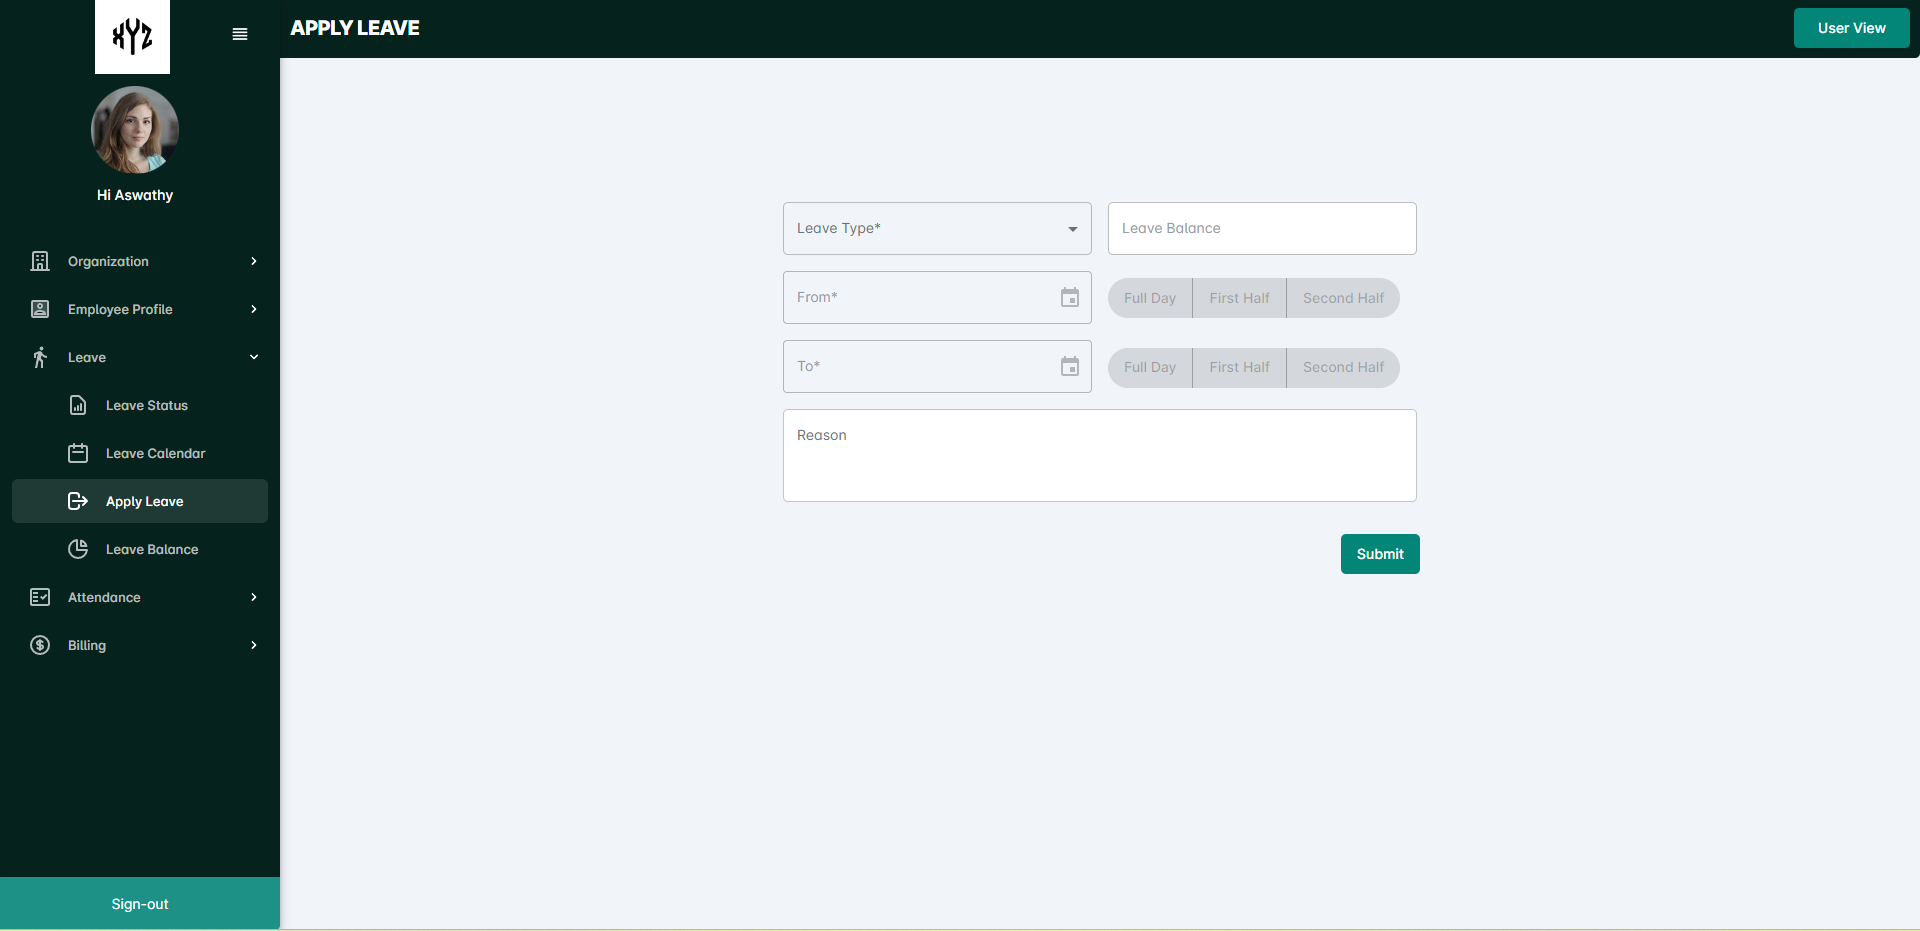 XYZ
APPLY LEAVE
User View
Hi Aswathy
Organization
Employee Profile
Leave
Leave Status
Leave Calendar
Apply Leave
Leave Balance
Attendance
Billing
Sign-out
Leave Type*
Leave Balance
From*
Full Day First Half Second Half
To*
Full Day First Half Second Half
Reason
Submit